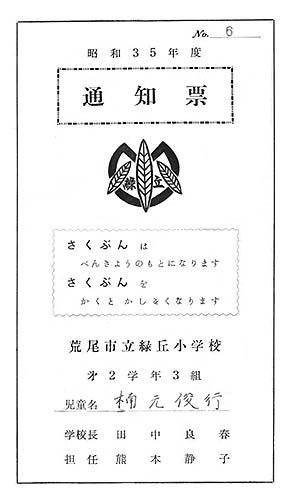 No. 6
昭和35年度
通知票
緑丘
さくぶんは
べんきようのもとになります
さくぶんを
かくとかしこくなります
荒尾市立緑丘小学校
才2学年3組
児童名 楠元俊行
学校長 田中良春
担任 熊本静子